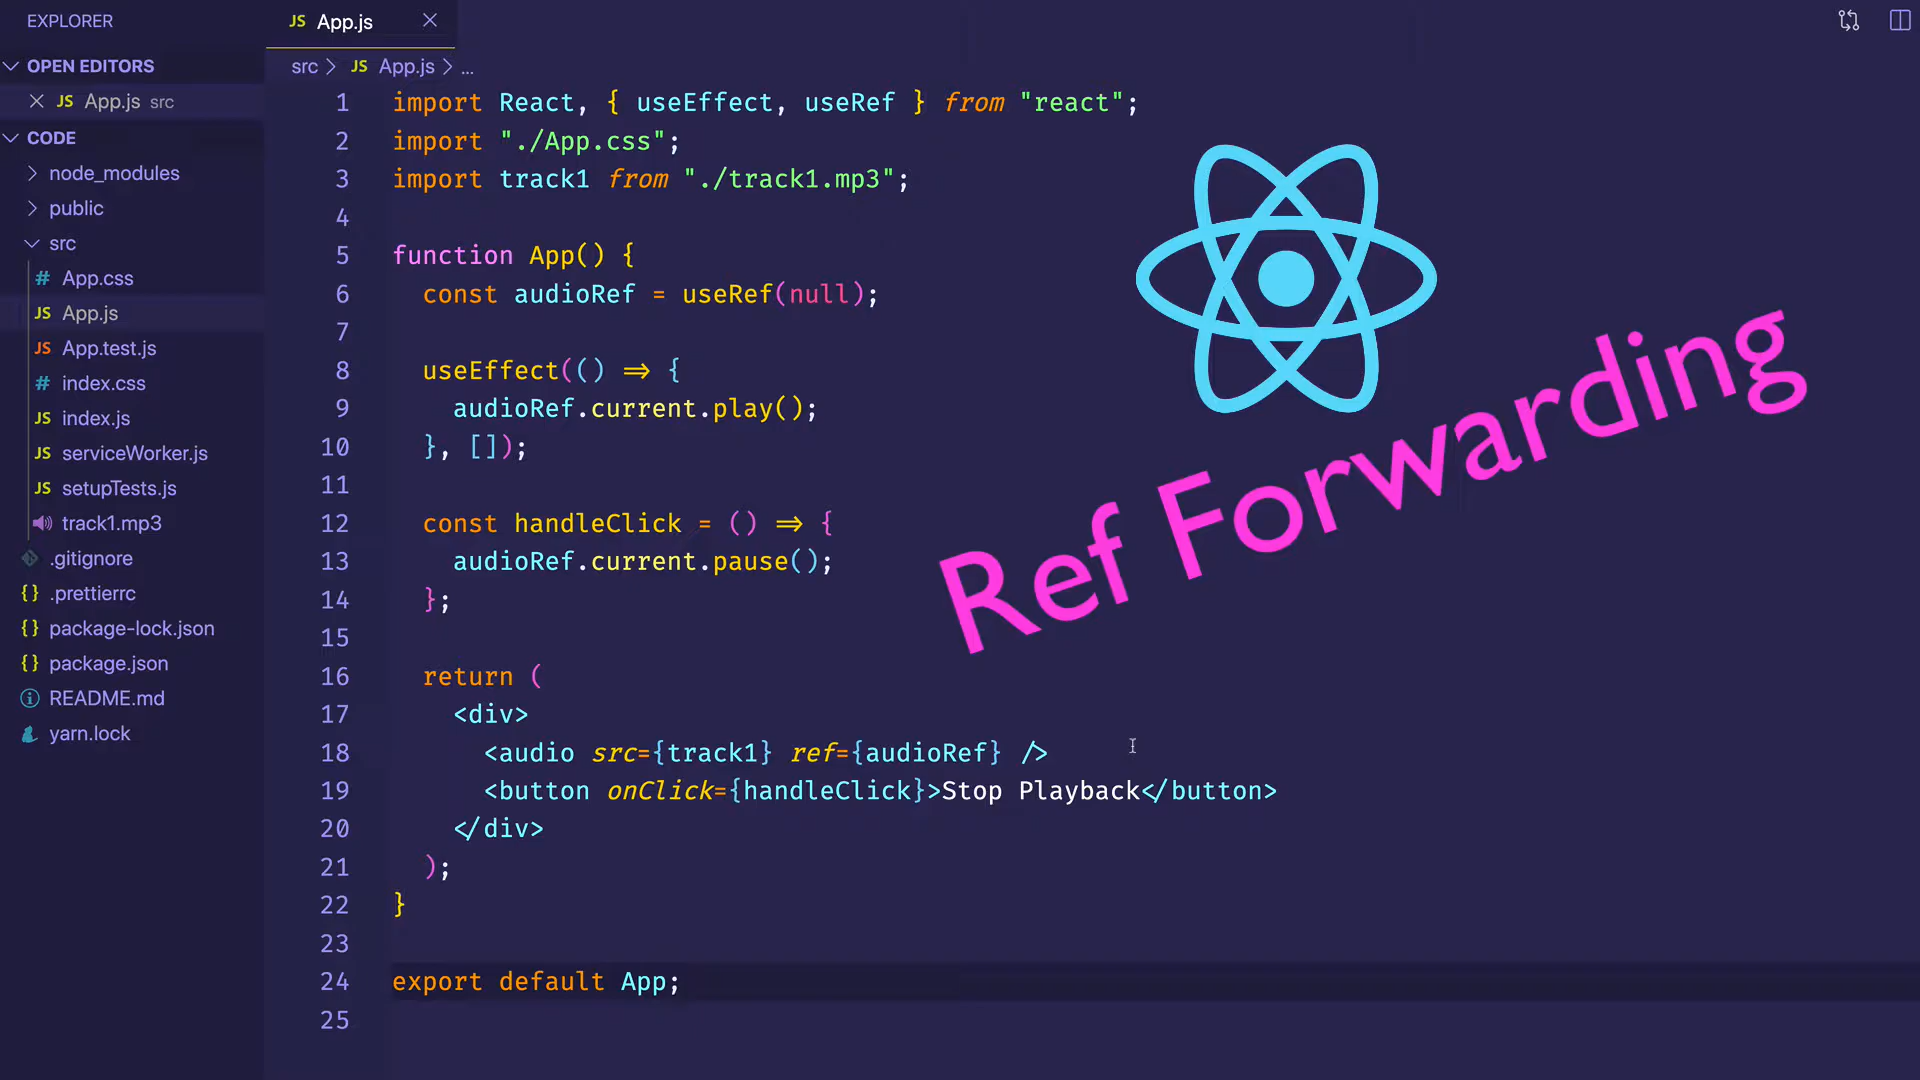 EXPLORER
OPEN EDITORS
JS App.js src
CODE
node_modules
public
src
# App.css
JS App.js
JS App.test.js
# index.css
JS index.js
JS serviceWorker.js
JS setupTests.js
track1.mp3
.gitignore
{} .prettierrc
{} package-lock.json
{} package.json
README.md
yarn.lock
JS App.js
src > JS App.js > ...
1 import React, { useEffect, useRef } from "react";
2 import "./App.css";
3 import track1 from "./track1.mp3";
4
5 function App() {
6   const audioRef = useRef(null);
7
8   useEffect(() => {
9     audioRef.current.play();
10   }, []);
11
12   const handleClick = () => {
13     audioRef.current.pause();
14   };
15
16   return (
17     <div>
18       <audio src={track1} ref={audioRef} />
19       <button onClick={handleClick}>Stop Playback</button>
20     </div>
21   );
22 }
23
24 export default App;
25
Ref Forwarding